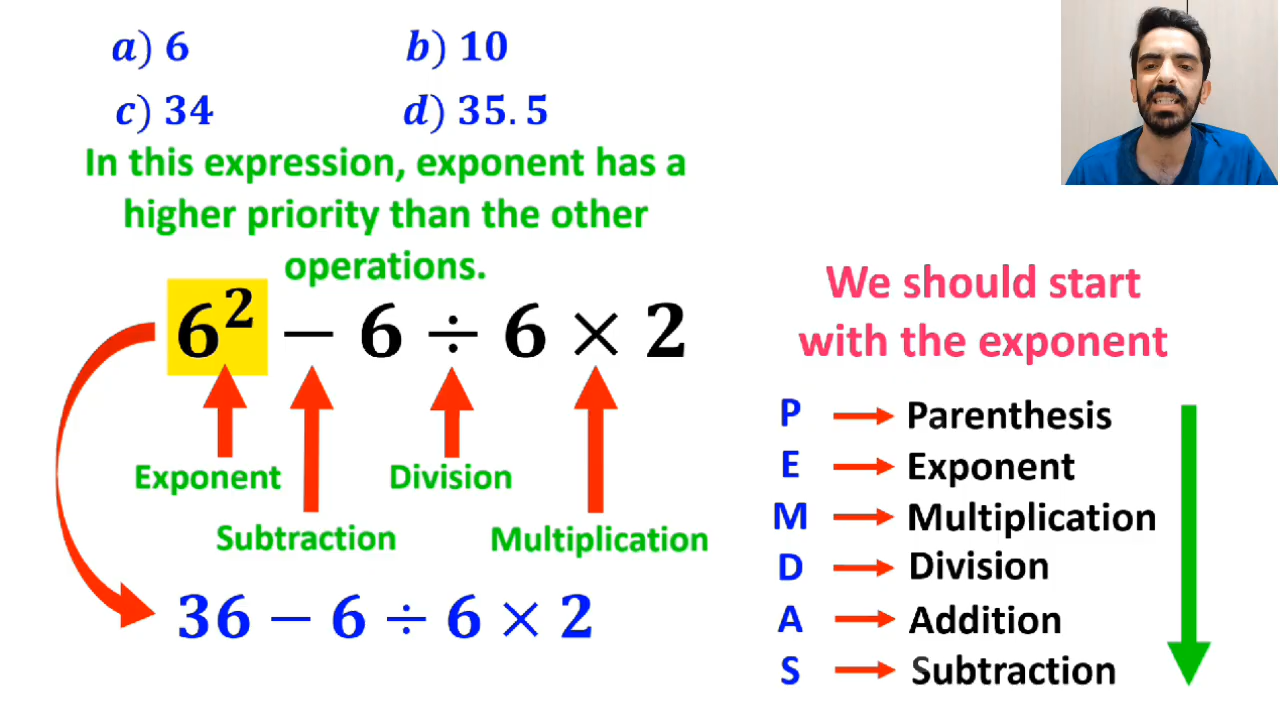 a) 6 b) 10
c) 34 d) 35.5
In this expression, exponent has a
higher priority than the other
operations.
6² − 6 ÷ 6 × 2
Exponent Division
Subtraction Multiplication
36 − 6 ÷ 6 × 2
We should start
with the exponent
P Parenthesis
E Exponent
M Multiplication
D Division
A Addition
S Subtraction